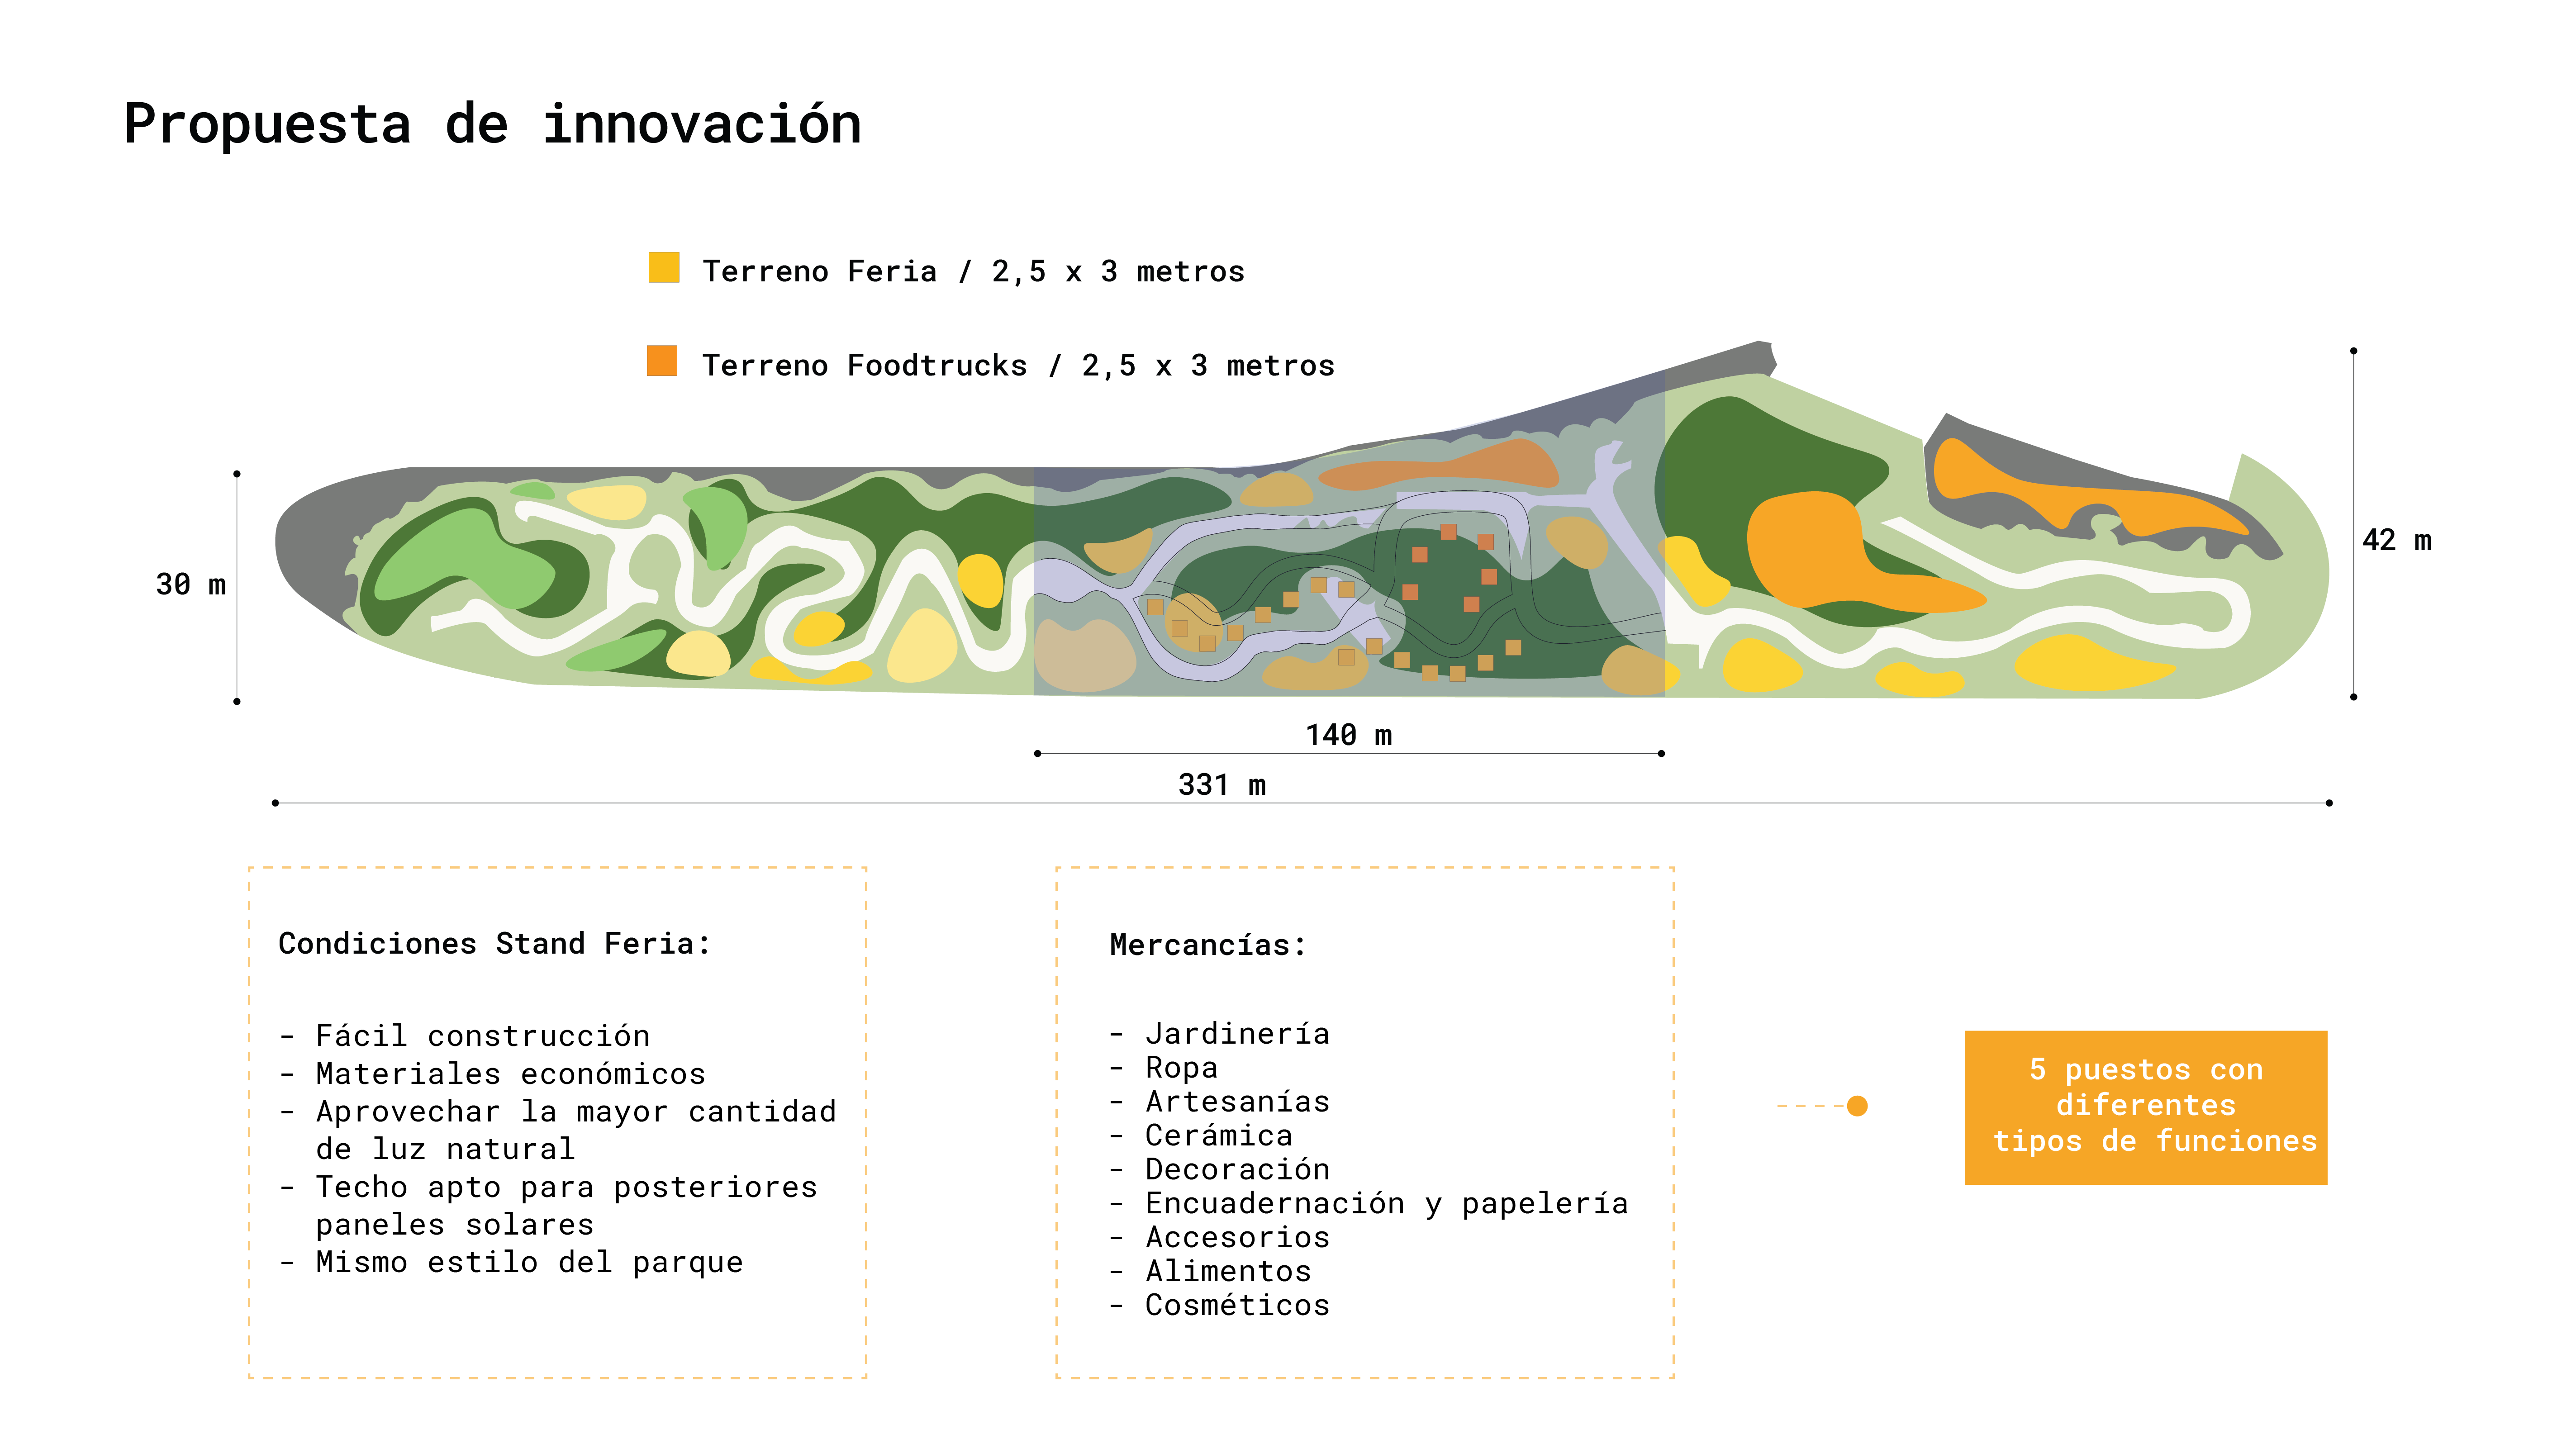 Propuesta de innovación
Terreno Feria / 2,5 x 3 metros
Terreno Foodtrucks / 2,5 x 3 metros
30 m
42 m
140 m
331 m
Condiciones Stand Feria:
- Fácil construcción
- Materiales económicos
- Aprovechar la mayor cantidad
de luz natural
- Techo apto para posteriores
paneles solares
- Mismo estilo del parque
Mercancías:
- Jardinería
- Ropa
- Artesanías
- Cerámica
- Decoración
- Encuadernación y papelería
- Accesorios
- Alimentos
- Cosméticos
5 puestos con
diferentes
tipos de funciones